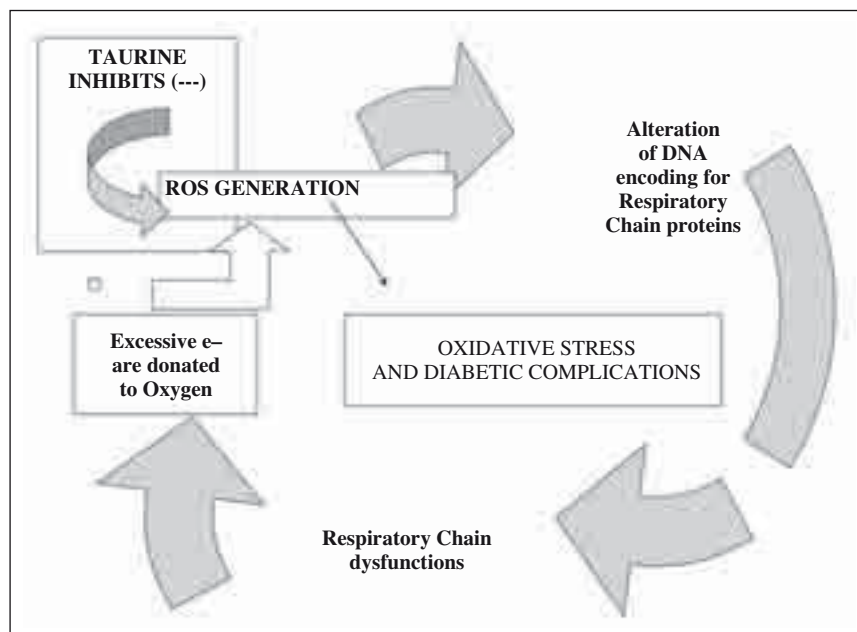 TAURINE
INHIBITS (---)
ROS GENERATION
Alteration
of DNA
encoding for
Respiratory
Chain proteins
Excessive e–
are donated
to Oxygen
OXIDATIVE STRESS
AND DIABETIC COMPLICATIONS
Respiratory Chain
dysfunctions